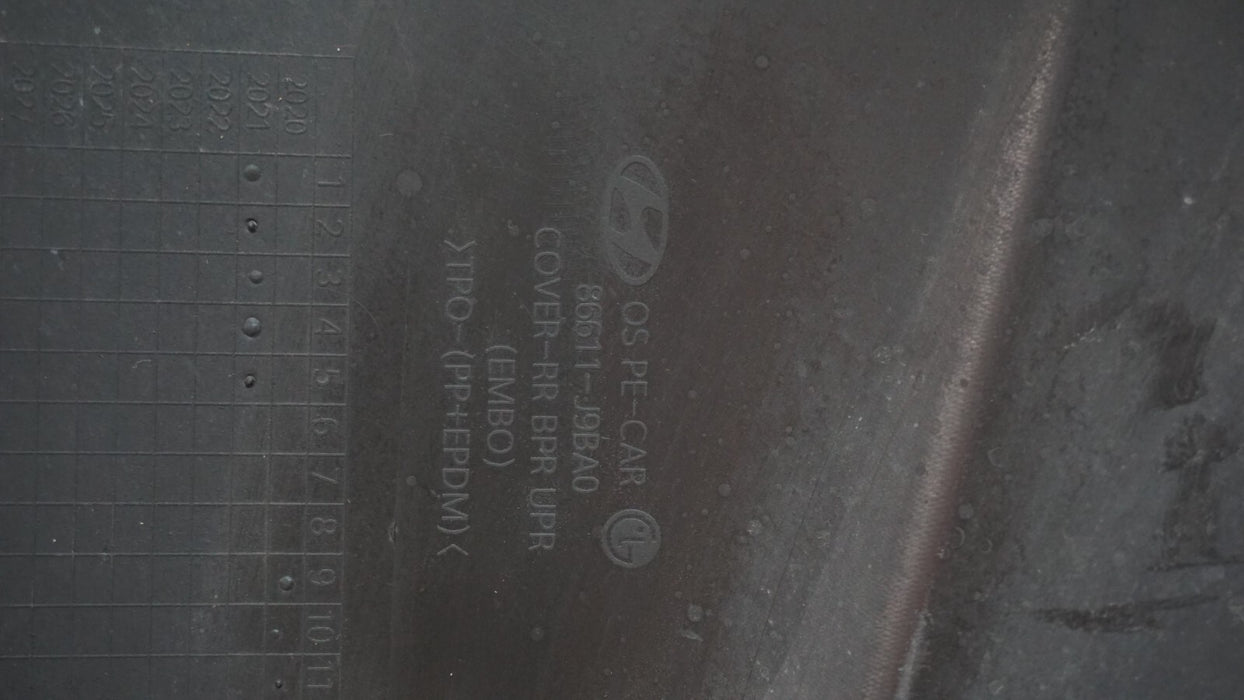 OS PE-CAR
86611-J9BA0
COVER-RR BPR UPR
(EMBO)
>TPO-(PP+EPDM)<
1 2 3 4 5 6 7 8 9 10 11
2020
2021
2022
2023
2024
2025
2026
2027